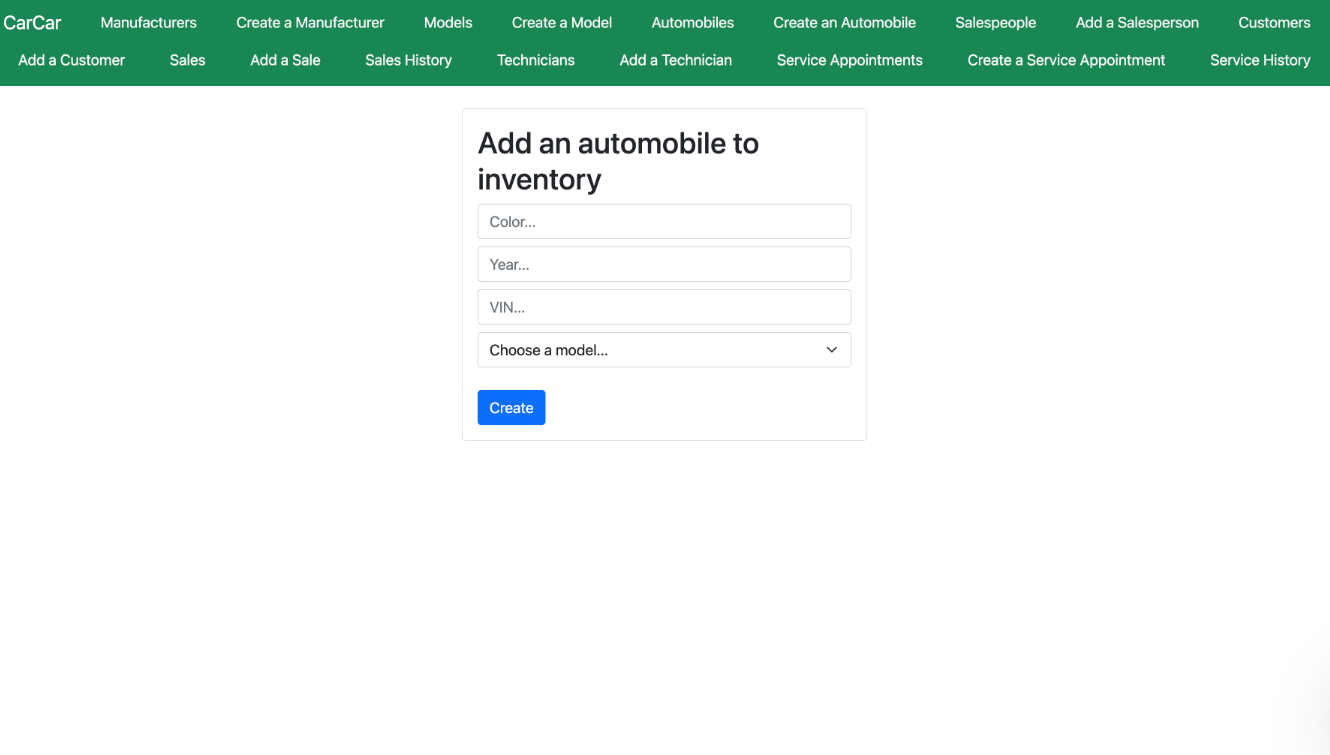 CarCar Manufacturers Create a Manufacturer Models Create a Model Automobiles Create an Automobile Salespeople Add a Salesperson Customers
Add a Customer Sales Add a Sale Sales History Technicians Add a Technician Service Appointments Create a Service Appointment Service History
Add an automobile to
inventory
Color...
Year...
VIN...
Choose a model...
Create